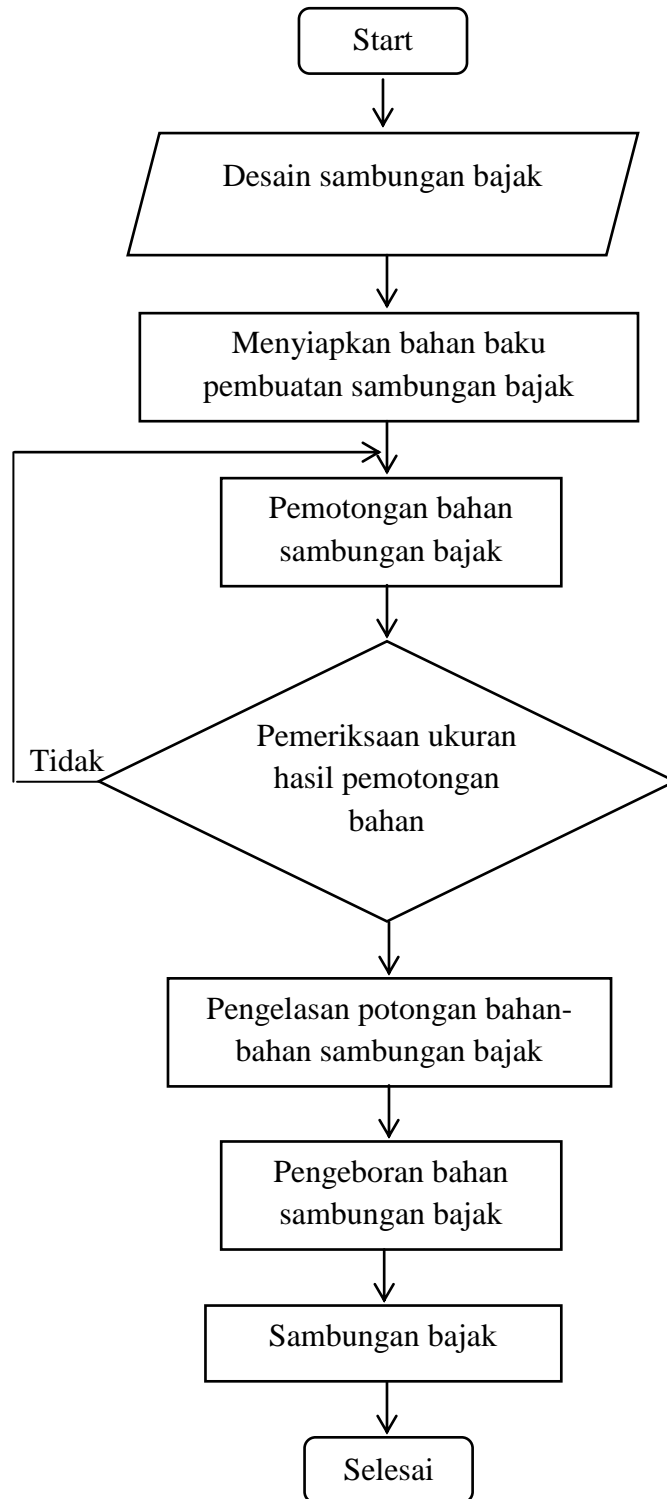 Start
Desain sambungan bajak
Menyiapkan bahan baku
pembuatan sambungan bajak
Pemotongan bahan
sambungan bajak
Pemeriksaan ukuran
hasil pemotongan
bahan
Tidak
Pengelasan potongan bahan-
bahan sambungan bajak
Pengeboran bahan
sambungan bajak
Sambungan bajak
Selesai